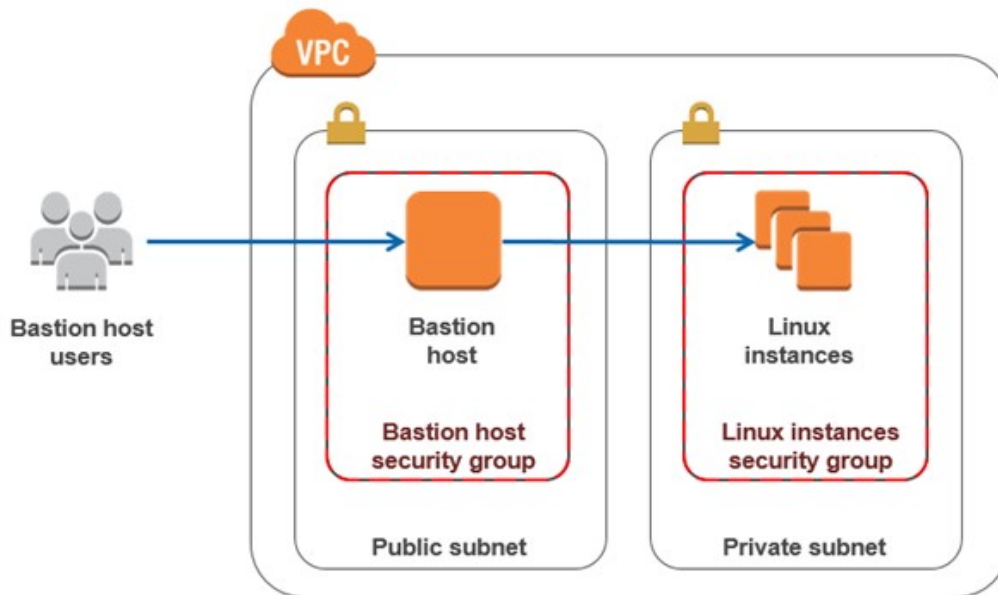 VPC
Bastion host
users
Bastion
host
Linux
instances
Bastion host
security group
Linux instances
security group
Public subnet
Private subnet